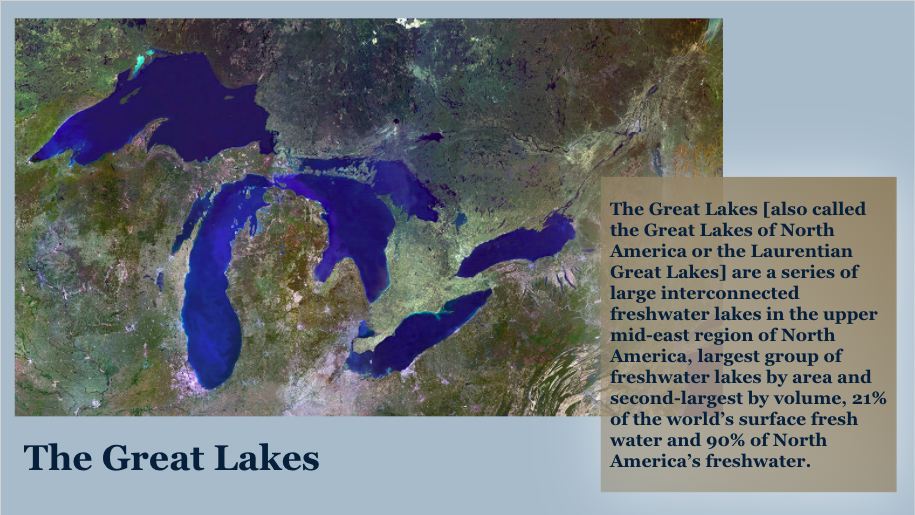 The Great Lakes [also called
the Great Lakes of North
America or the Laurentian
Great Lakes] are a series of
large interconnected
freshwater lakes in the upper
mid-east region of North
America, largest group of
freshwater lakes by area and
second-largest by volume, 21%
of the world’s surface fresh
water and 90% of North
America’s freshwater.
The Great Lakes